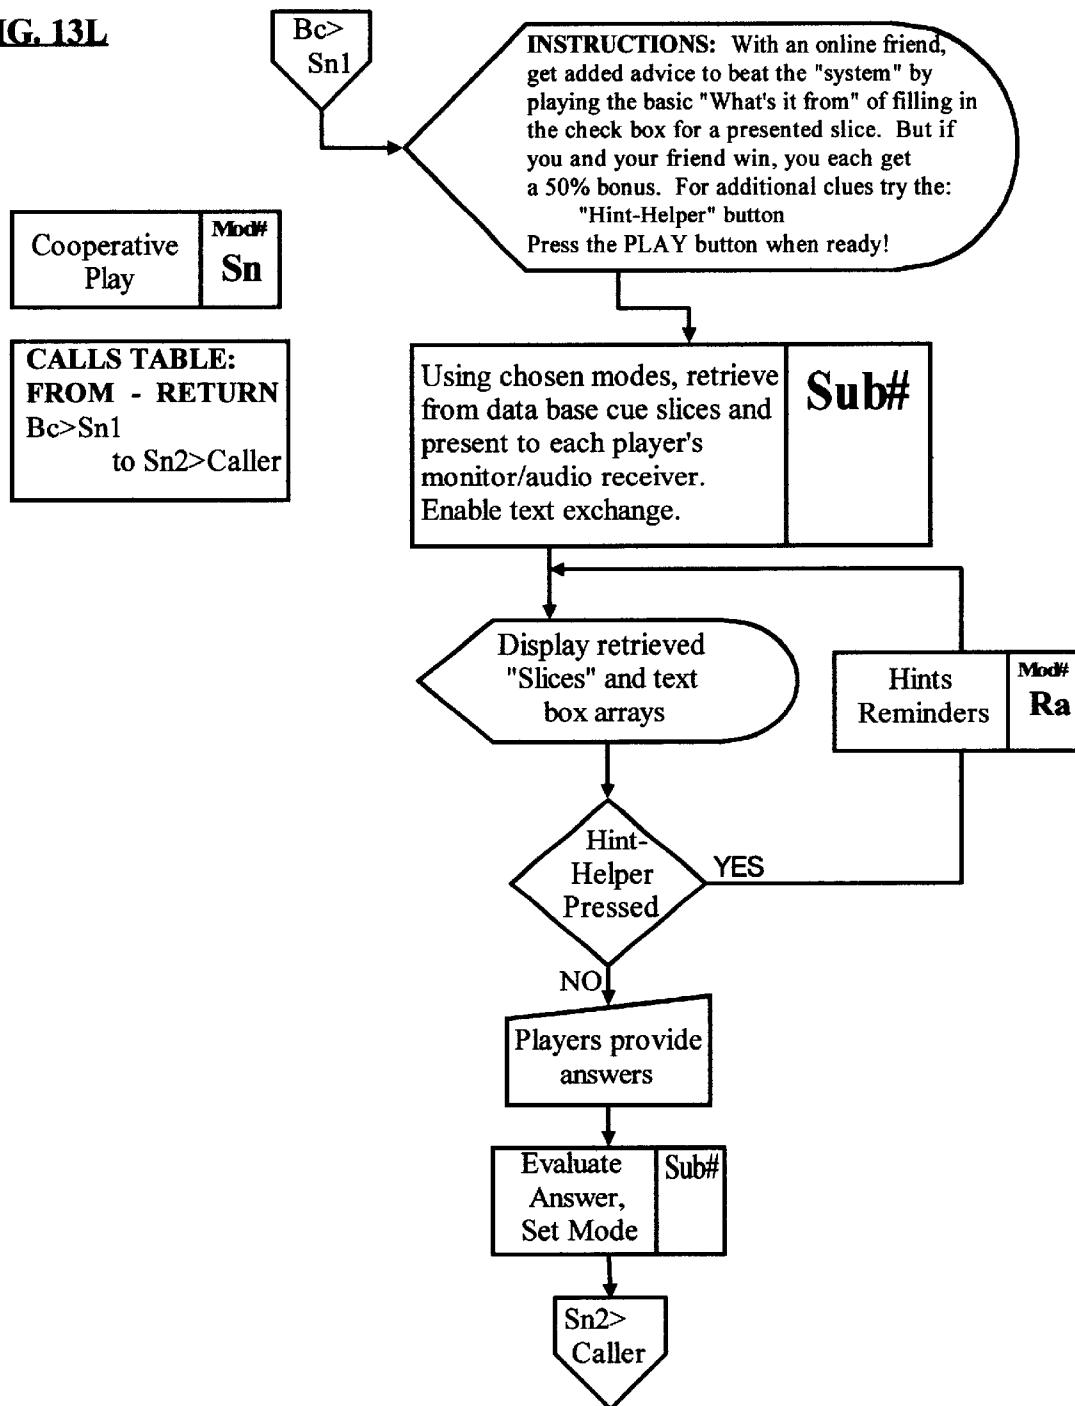 IG. 13L
Bc>
Sn1
INSTRUCTIONS: With an online friend,
get added advice to beat the "system" by
playing the basic "What's it from" of filling in
the check box for a presented slice. But if
you and your friend win, you each get
a 50% bonus. For additional clues try the:
"Hint-Helper" button
Press the PLAY button when ready!
Cooperative
Play
Mod#
Sn
CALLS TABLE:
FROM - RETURN
Bc>Sn1
to Sn2>Caller
Using chosen modes, retrieve
from data base cue slices and
present to each player's
monitor/audio receiver.
Enable text exchange.
Sub#
Display retrieved
"Slices" and text
box arrays
Hints
Reminders
Mod#
Ra
Hint-
Helper
Pressed
YES
NO
Players provide
answers
Evaluate
Answer,
Set Mode
Sub#
Sn2>
Caller